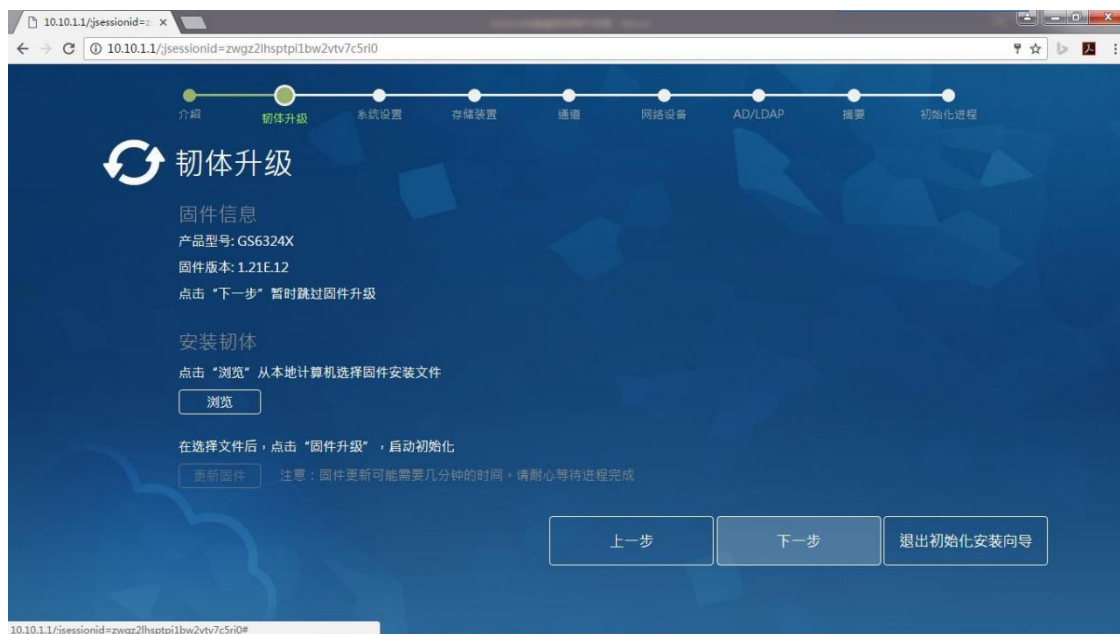 10.10.1.1/;jsessionid=z
10.10.1.1/;jsessionid=zwgz2lhsptpi1bw2vtv7c5ri0
介绍
韧体升级
系统设置
存储装置
通道
网络设备
AD/LDAP
摘要
初始化进程
韧体升级
固件信息
产品型号: GS6324X
固件版本: 1.21E.12
点击“下一步”暂时跳过固件升级
安装韧体
点击“浏览”从本地计算机选择固件安装文件
浏览
在选择文件后，点击“固件升级”，启动初始化
更新固件 注意：固件更新可能需要几分钟的时间。请耐心等待进程完成
上一步 下一步 退出初始化安装向导
10.10.1.1/;jsessionid=zwgz2lhsptpi1bw2vtv7c5ri0#